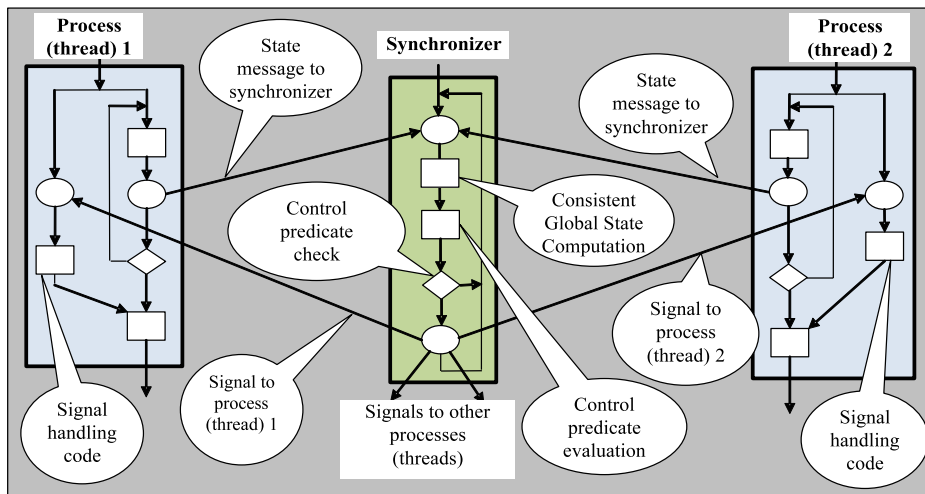 Process
(thread) 1
Synchronizer
Process
(thread) 2
State
message to
synchronizer
State
message to
synchronizer
Control
predicate
check
Consistent
Global State
Computation
Signal handling
code
Signal to
process
(thread) 1
Signals to other
processes
(threads)
Control
predicate
evaluation
Signal to
process
(thread) 2
Signal
handling
code